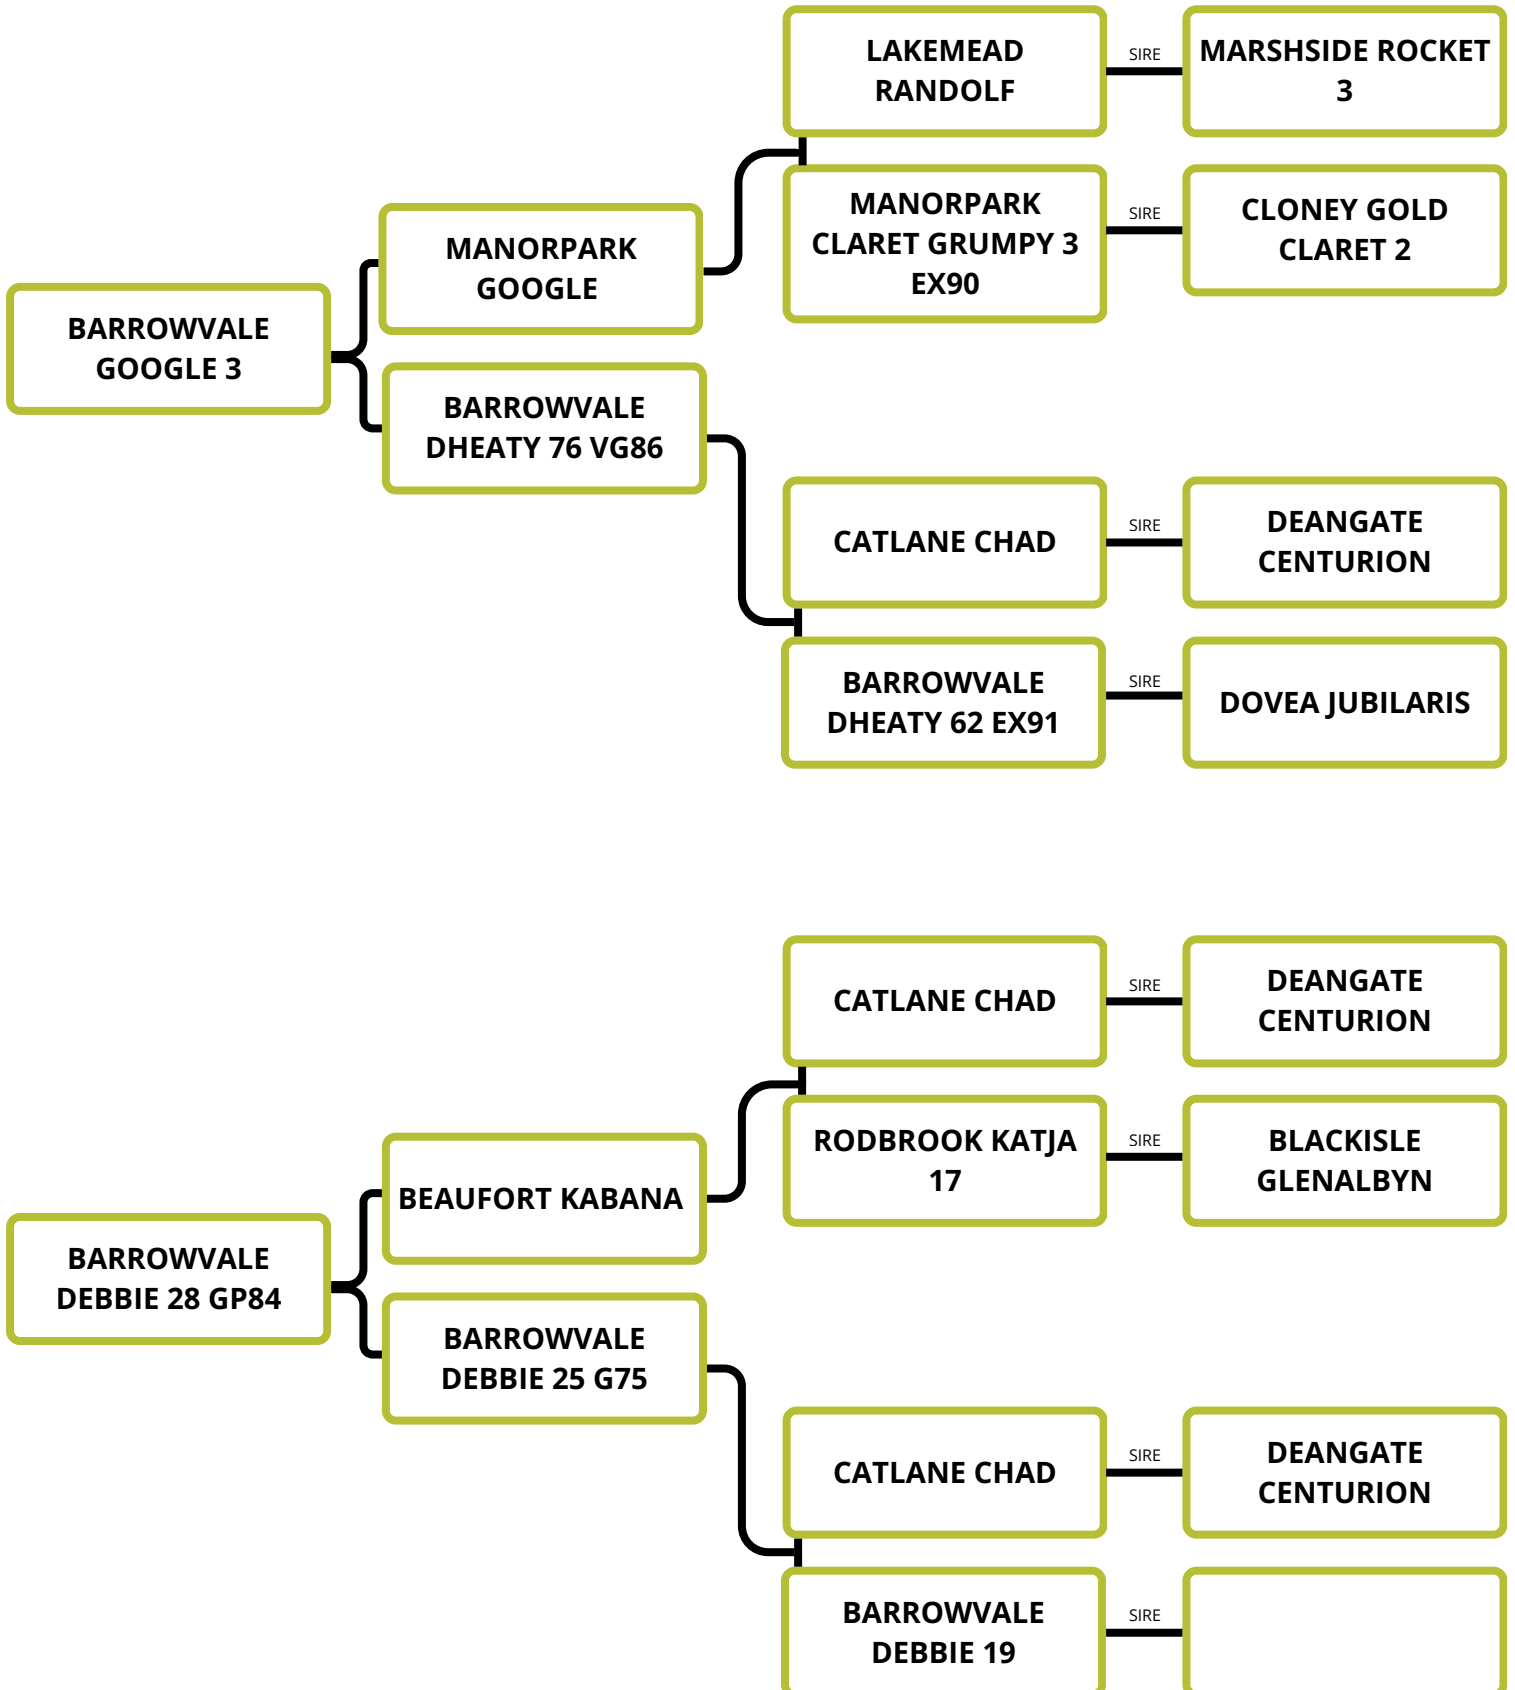 LAKEMEAD
RANDOLF
SIRE
MARSHSIDE ROCKET
3
MANORPARK
CLARET GRUMPY 3
EX90
SIRE
CLONEY GOLD
CLARET 2
MANORPARK
GOOGLE
BARROWVALE
GOOGLE 3
BARROWVALE
DHEATY 76 VG86
CATLANE CHAD
SIRE
DEANGATE
CENTURION
BARROWVALE
DHEATY 62 EX91
SIRE
DOVEA JUBILARIS
CATLANE CHAD
SIRE
DEANGATE
CENTURION
RODBROOK KATJA
17
SIRE
BLACKISLE
GLENALBYN
BEAUFORT KABANA
BARROWVALE
DEBBIE 28 GP84
BARROWVALE
DEBBIE 25 G75
CATLANE CHAD
SIRE
DEANGATE
CENTURION
BARROWVALE
DEBBIE 19
SIRE